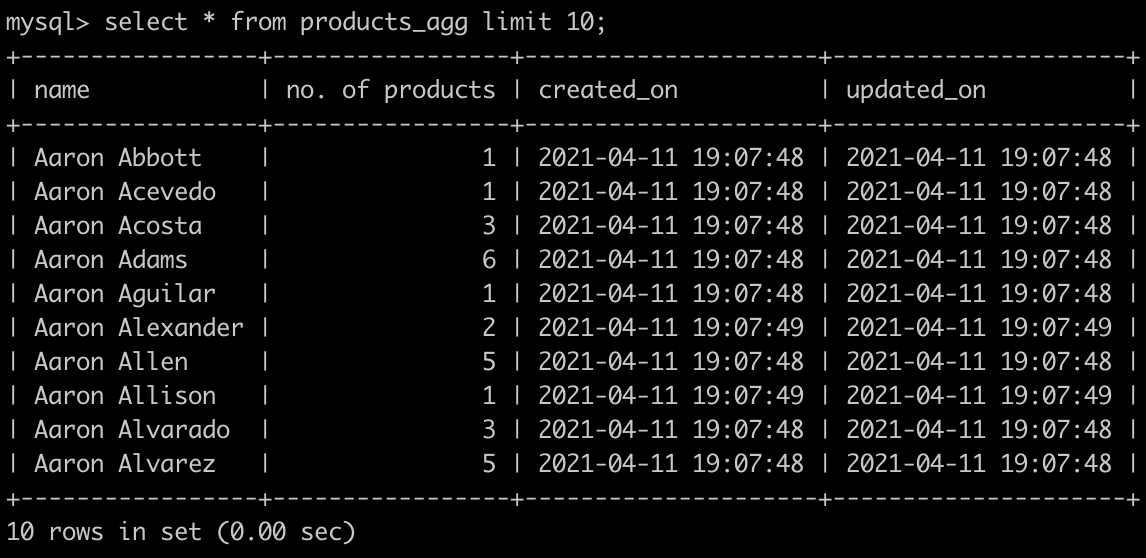 mysql> select * from products_agg limit 10;
+-----------------+-----------------+---------------------+---------------------+
| name            | no. of products | created_on          | updated_on          |
+-----------------+-----------------+---------------------+---------------------+
| Aaron Abbott    |               1 | 2021-04-11 19:07:48 | 2021-04-11 19:07:48 |
| Aaron Acevedo   |               1 | 2021-04-11 19:07:48 | 2021-04-11 19:07:48 |
| Aaron Acosta    |               3 | 2021-04-11 19:07:48 | 2021-04-11 19:07:48 |
| Aaron Adams     |               6 | 2021-04-11 19:07:48 | 2021-04-11 19:07:48 |
| Aaron Aguilar   |               1 | 2021-04-11 19:07:48 | 2021-04-11 19:07:48 |
| Aaron Alexander |               2 | 2021-04-11 19:07:49 | 2021-04-11 19:07:49 |
| Aaron Allen     |               5 | 2021-04-11 19:07:48 | 2021-04-11 19:07:48 |
| Aaron Allison   |               1 | 2021-04-11 19:07:49 | 2021-04-11 19:07:49 |
| Aaron Alvarado  |               3 | 2021-04-11 19:07:48 | 2021-04-11 19:07:48 |
| Aaron Alvarez   |               5 | 2021-04-11 19:07:48 | 2021-04-11 19:07:48 |
+-----------------+-----------------+---------------------+---------------------+
10 rows in set (0.00 sec)